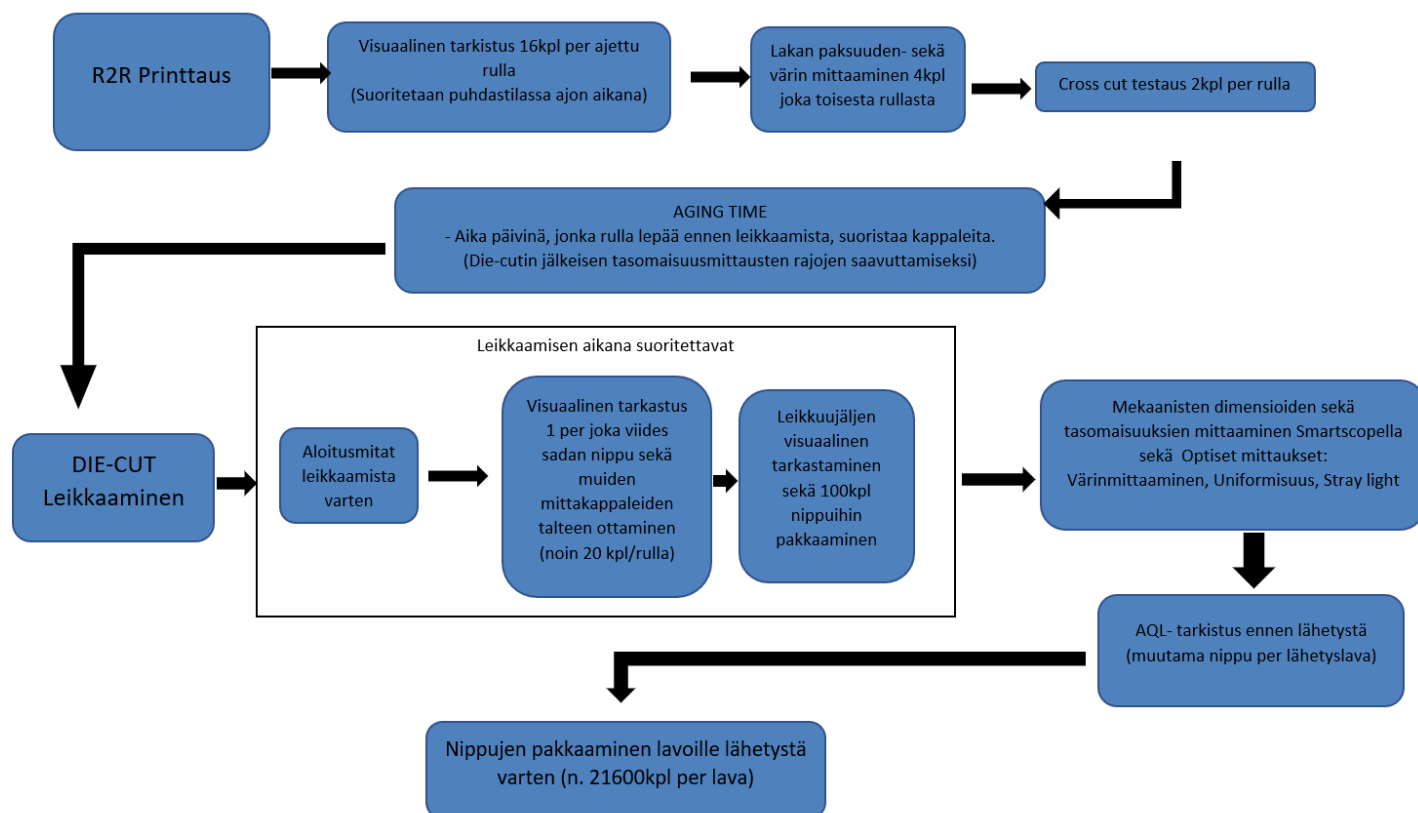 R2R Printtaus
Visuaalinen tarkistus 16kpl per ajettu
rulla
(Suoritetaan puhdastilassa ajon aikana)
Lakan paksuuden- sekä
värin mittaaminen 4kpl
joka toisesta rullasta
Cross cut testaus 2kpl per rulla
AGING TIME
- Aika päivinä, jonka rulla lepää ennen leikkaamista, suoristaa kappaleita.
(Die-cutin jälkeisen tasomaisuusmittausten rajojen saavuttamiseksi)
DIE-CUT
Leikkaaminen
Leikkaamisen aikana suoritettavat
Aloitusmitat
leikkaamista
varten
Visuaalinen tarkastus
1 per joka viides
sadan nippu sekä
muiden
mittakappaleiden
talteen ottaminen
(noin 20 kpl/rulla)
Leikkuujäljen
visuaalinen
tarkastaminen
sekä 100kpl
nippuihin
pakkaaminen
Mekaanisten dimensioiden sekä
tasomaisuuksien mittaaminen Smartscopella
sekä  Optiset mittaukset:
Värinmittaaminen, Uniformisuus, Stray light
AQL- tarkistus ennen lähetystä
(muutama nippu per lähetyslava)
Nippujen pakkaaminen lavoille lähetystä
varten (n. 21600kpl per lava)